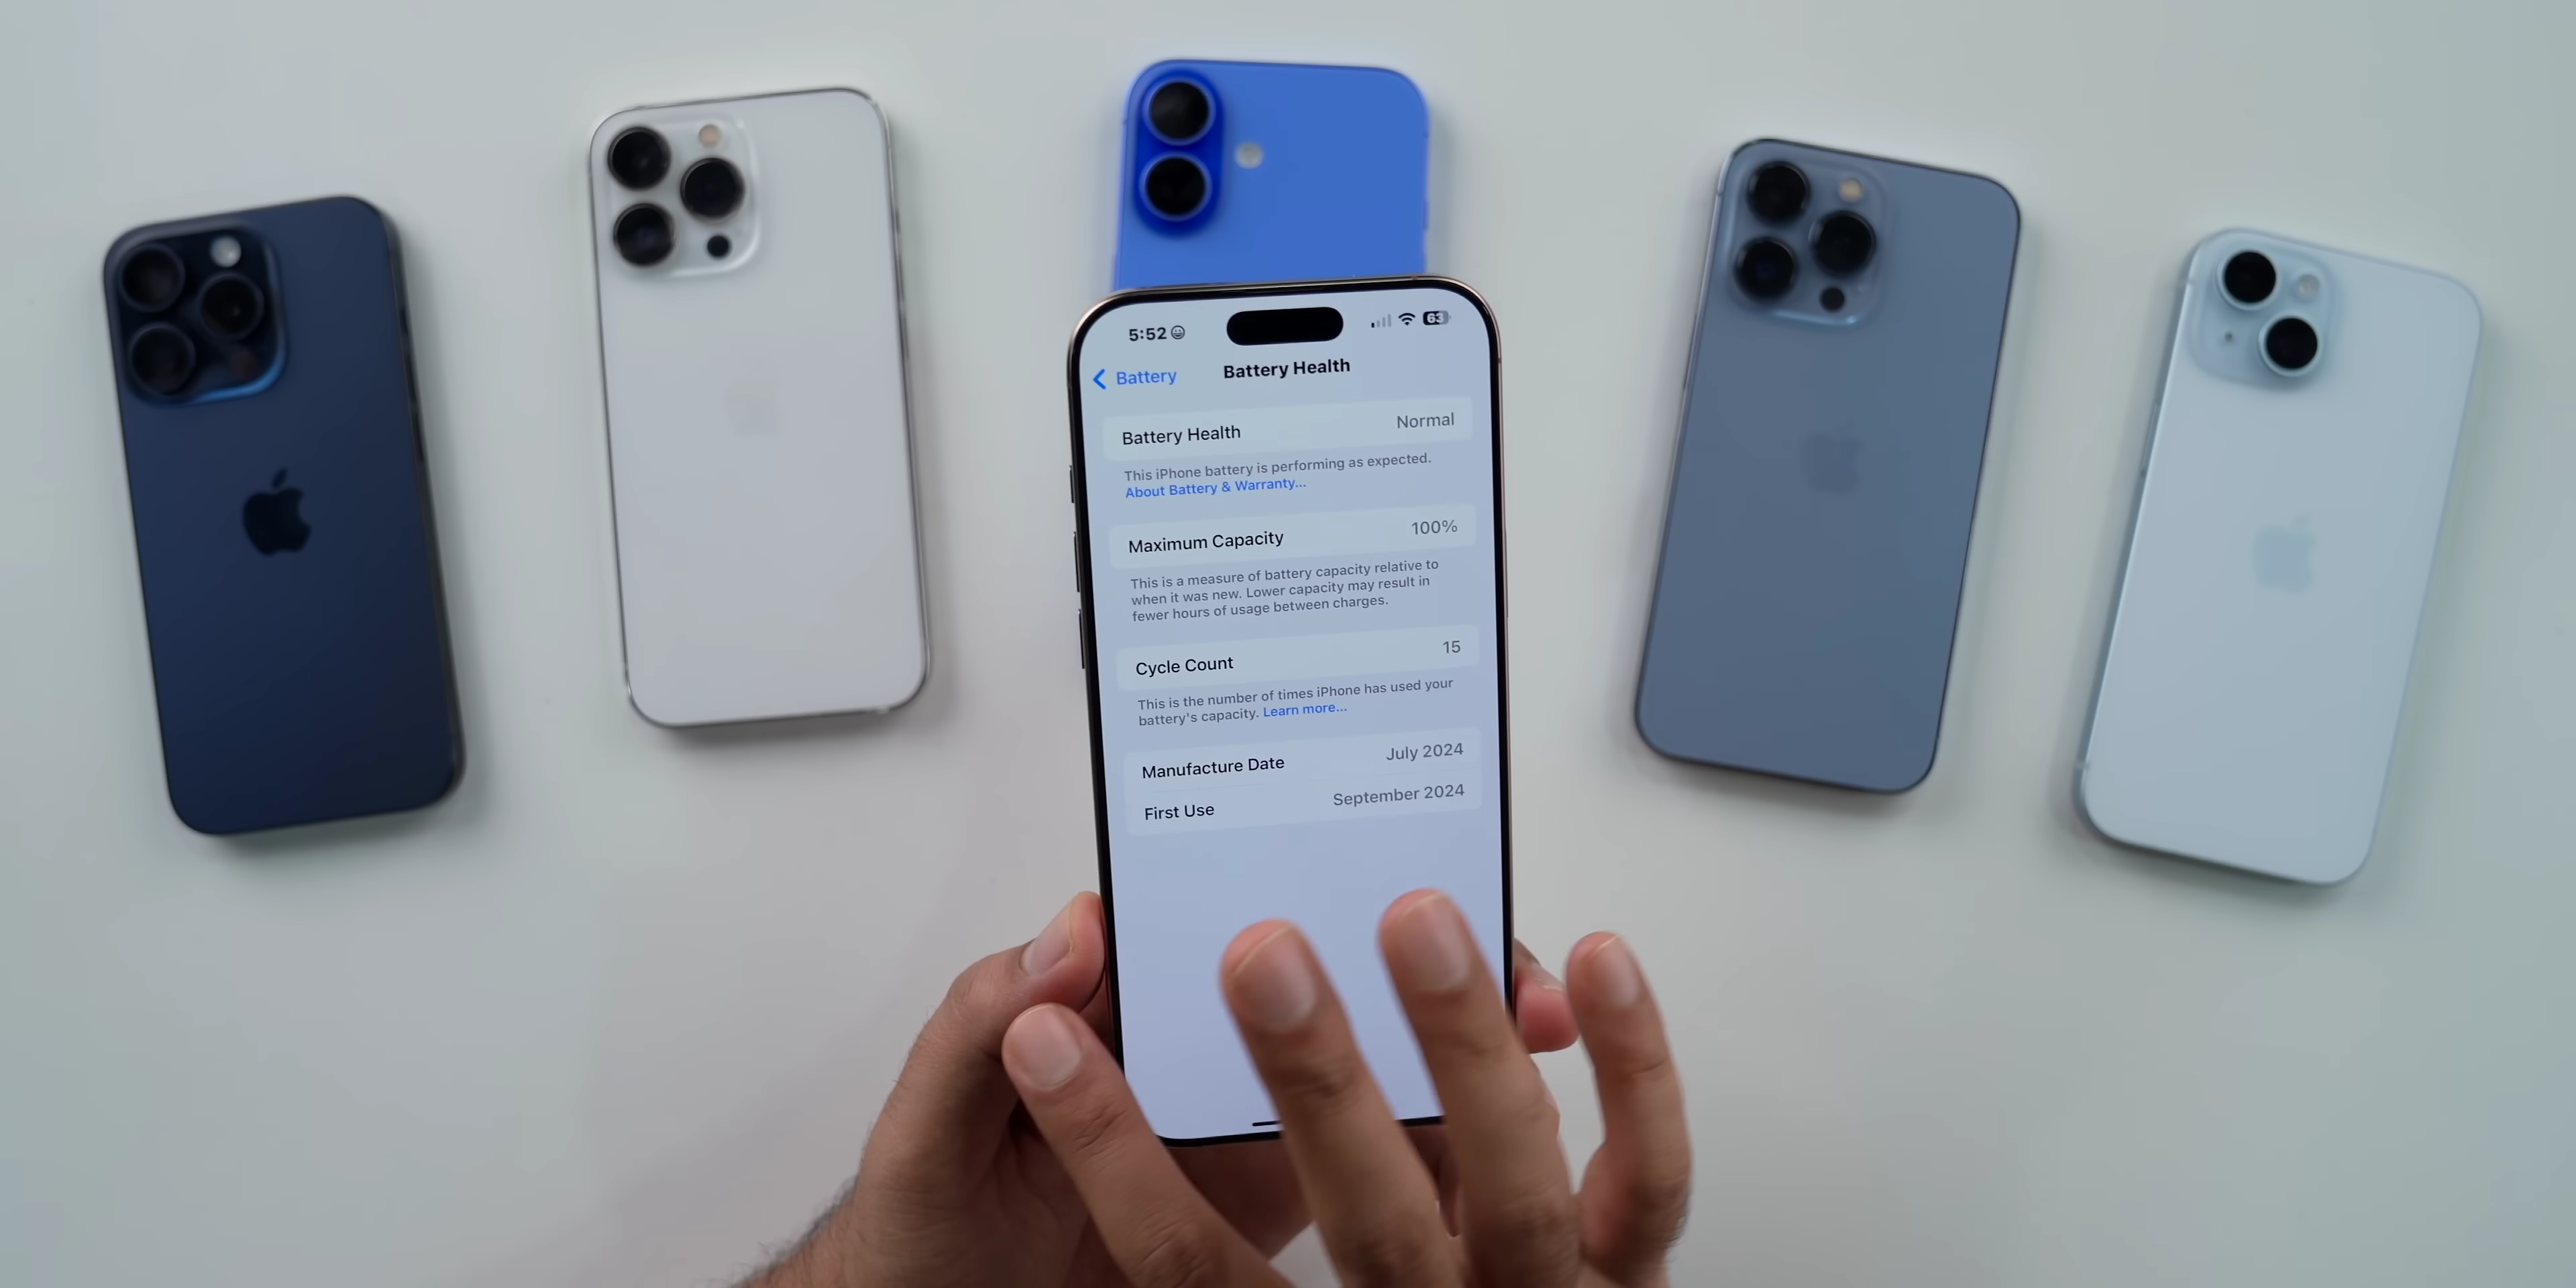 5:52
63
Battery
Battery Health
Battery Health Normal
This iPhone battery is performing as expected.
About Battery & Warranty...
Maximum Capacity 100%
This is a measure of battery capacity relative to
when it was new. Lower capacity may result in
fewer hours of usage between charges.
Cycle Count 15
This is the number of times iPhone has used your
battery's capacity. Learn more...
Manufacture Date July 2024
First Use September 2024